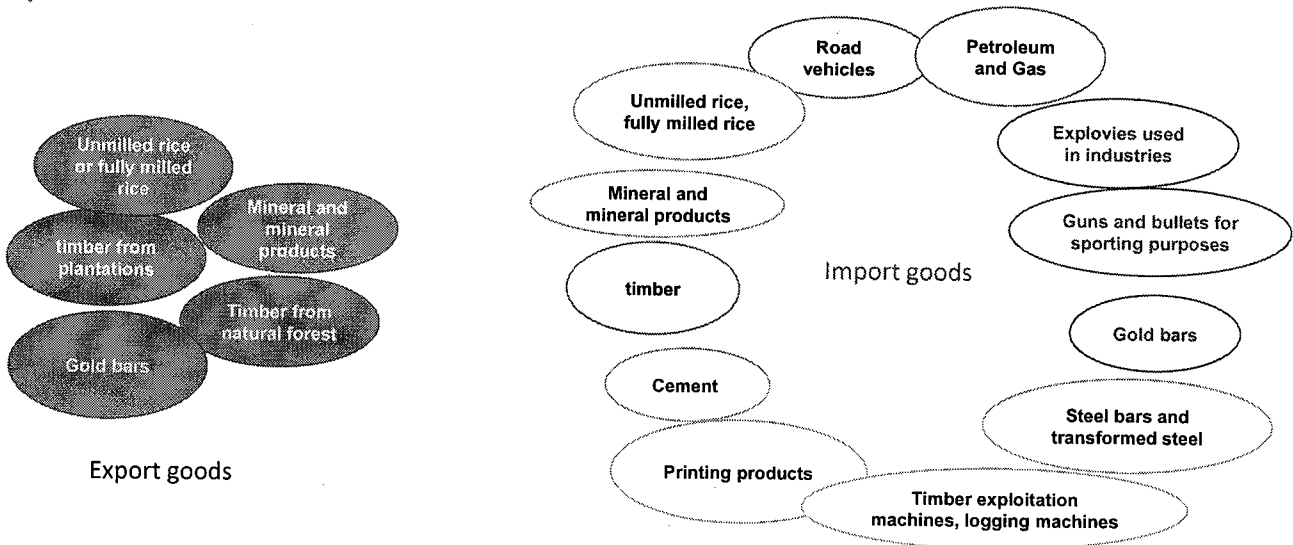 Unmilled rice
or fully milled
rice
Mineral and
mineral
products
timber from
plantations
Timber from
natural forest
Gold bars
Export goods
Road
vehicles
Petroleum
and Gas
Unmilled rice,
fully milled rice
Explovies used
in industries
Mineral and
mineral products
Guns and bullets for
sporting purposes
timber
Import goods
Gold bars
Cement
Steel bars and
transformed steel
Printing products
Timber exploitation
machines, logging machines